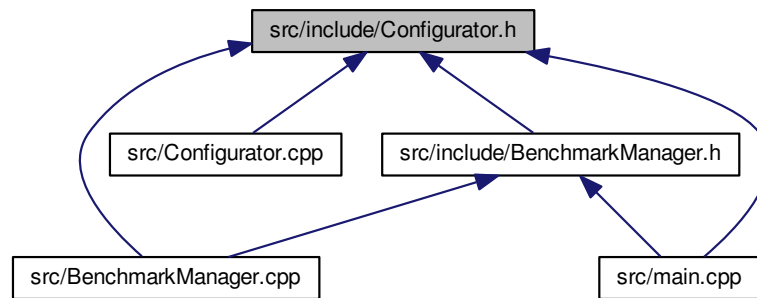 src/include/Configurator.h
src/Configurator.cpp
src/include/BenchmarkManager.h
src/BenchmarkManager.cpp
src/main.cpp